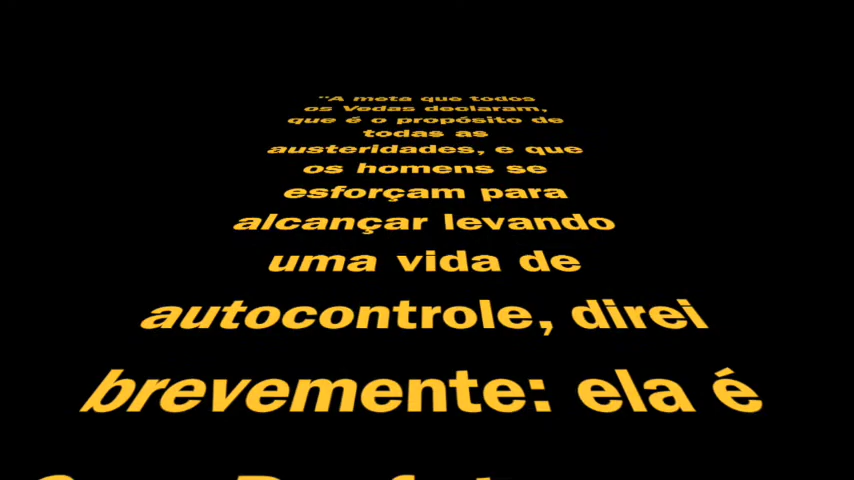 "A meta que todos
os Vedas declaram,
que é o propósito de
todas as
austeridades, e que
os homens se
esforçam para
alcançar levando
uma vida de
autocontrole, direi
brevemente: ela é